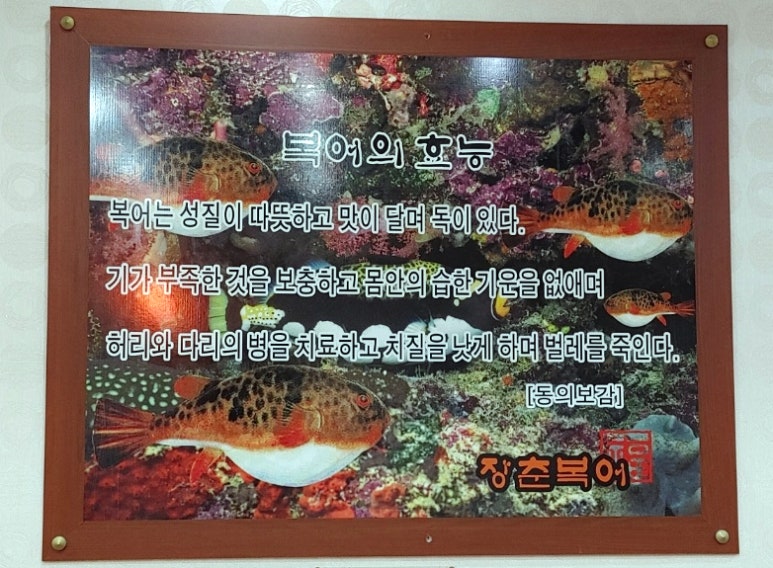 복어의 효능
복어는 성질이 따뜻하고 맛이 달며 독이 있다.
기가 부족한 것을 보충하고 몸안의 습한 기운을 없애며
허리와 다리의 병을 치료하고 치질을 낫게 하며 벌레를 죽인다.
[동의보감]
장춘복어